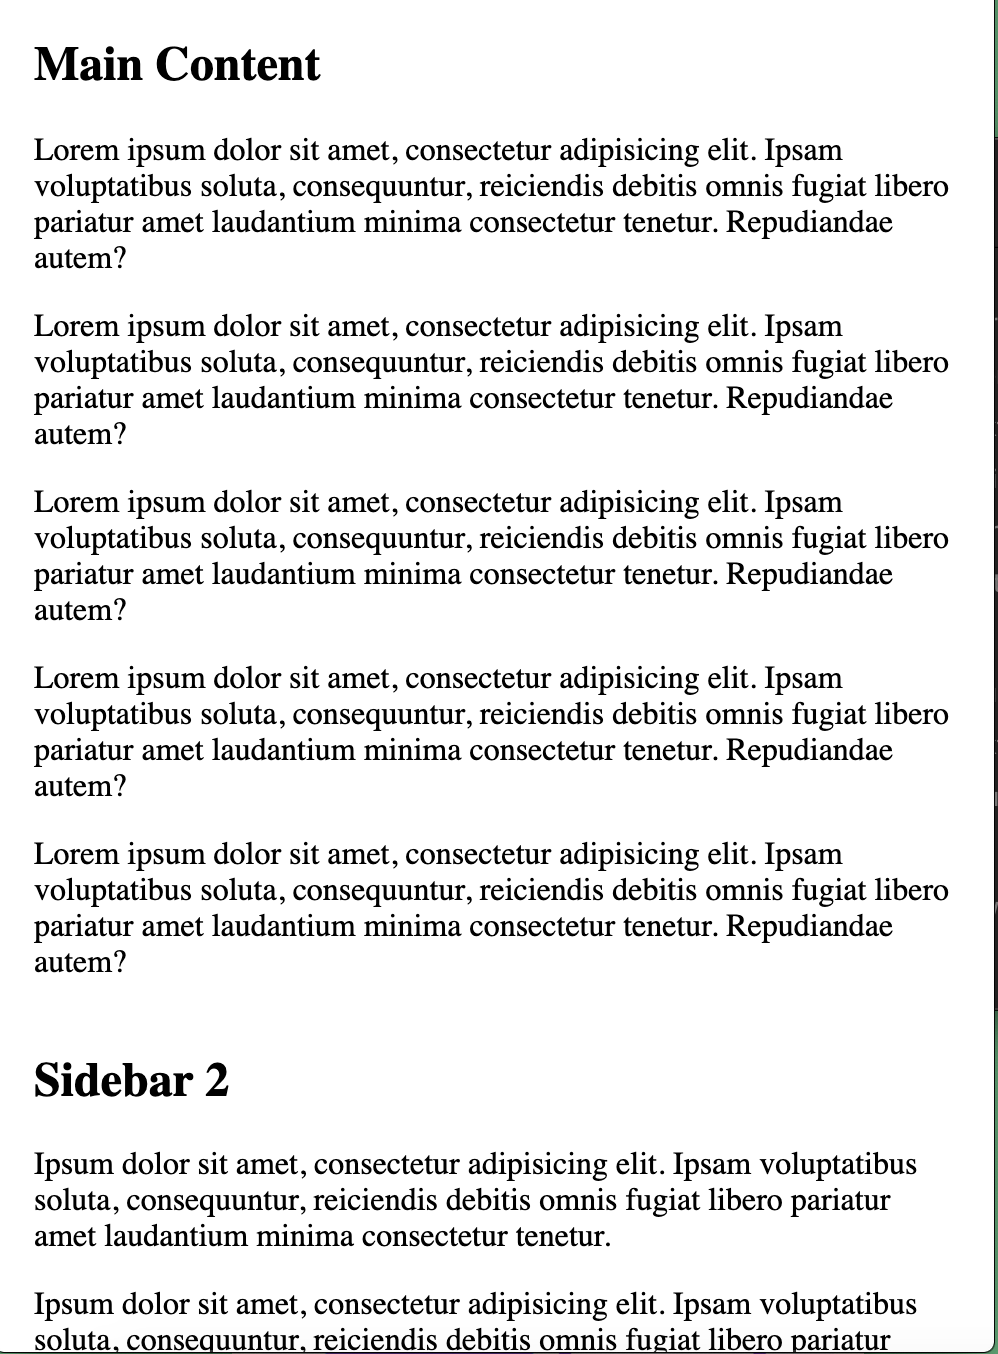 Main Content
Lorem ipsum dolor sit amet, consectetur adipisicing elit. Ipsam
voluptatibus soluta, consequuntur, reiciendis debitis omnis fugiat libero
pariatur amet laudantium minima consectetur tenetur. Repudiandae
autem?
Lorem ipsum dolor sit amet, consectetur adipisicing elit. Ipsam
voluptatibus soluta, consequuntur, reiciendis debitis omnis fugiat libero
pariatur amet laudantium minima consectetur tenetur. Repudiandae
autem?
Lorem ipsum dolor sit amet, consectetur adipisicing elit. Ipsam
voluptatibus soluta, consequuntur, reiciendis debitis omnis fugiat libero
pariatur amet laudantium minima consectetur tenetur. Repudiandae
autem?
Lorem ipsum dolor sit amet, consectetur adipisicing elit. Ipsam
voluptatibus soluta, consequuntur, reiciendis debitis omnis fugiat libero
pariatur amet laudantium minima consectetur tenetur. Repudiandae
autem?
Lorem ipsum dolor sit amet, consectetur adipisicing elit. Ipsam
voluptatibus soluta, consequuntur, reiciendis debitis omnis fugiat libero
pariatur amet laudantium minima consectetur tenetur. Repudiandae
autem?
Sidebar 2
Ipsum dolor sit amet, consectetur adipisicing elit. Ipsam voluptatibus
soluta, consequuntur, reiciendis debitis omnis fugiat libero pariatur
amet laudantium minima consectetur tenetur.
Ipsum dolor sit amet, consectetur adipisicing elit. Ipsam voluptatibus
soluta, consequuntur, reiciendis debitis omnis fugiat libero pariatur